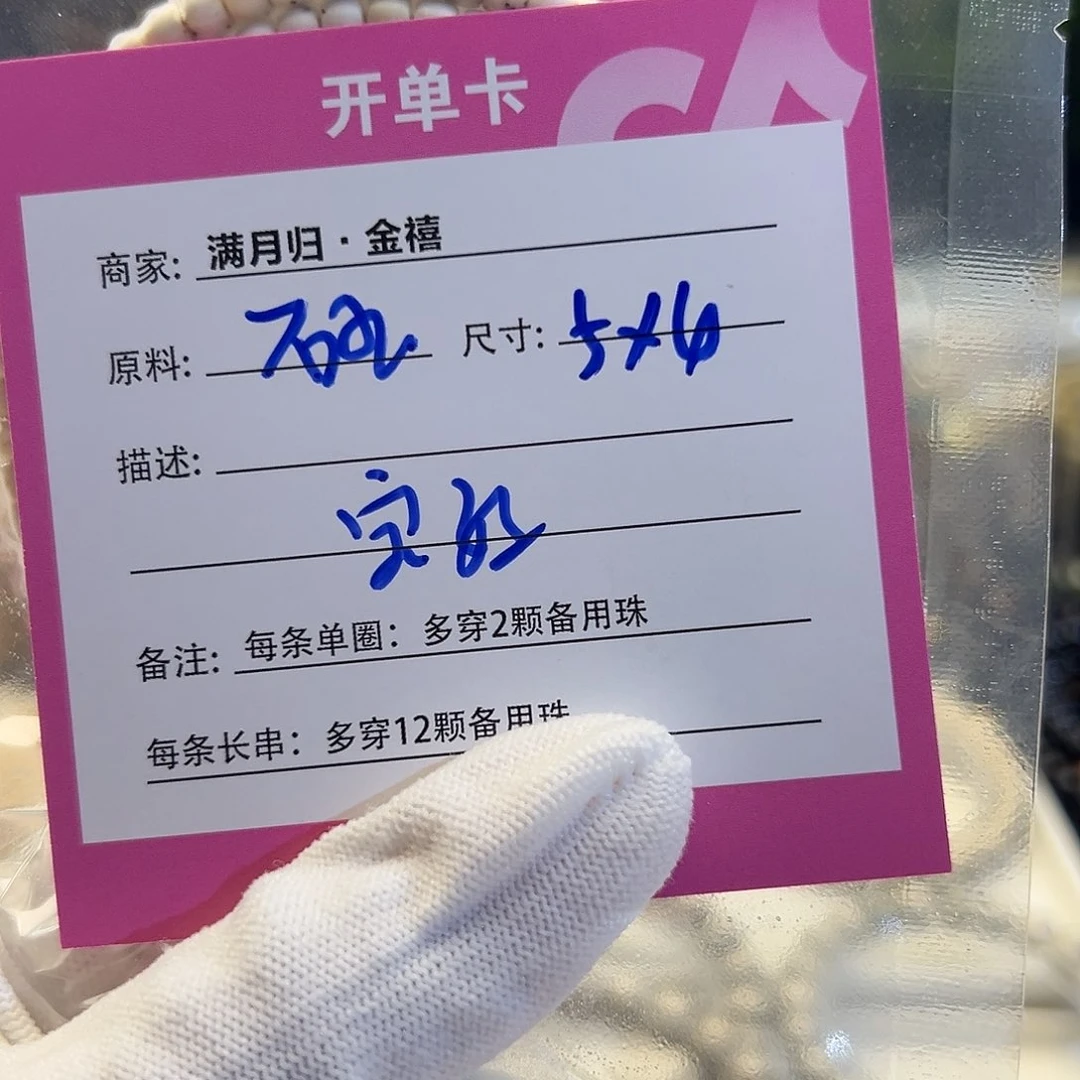 开单卡
商家: 满月归·金禧
原料: 尺寸:
描述:
备注: 每条单圈：多穿2颗备用珠
每条长串：多穿12颗备用珠